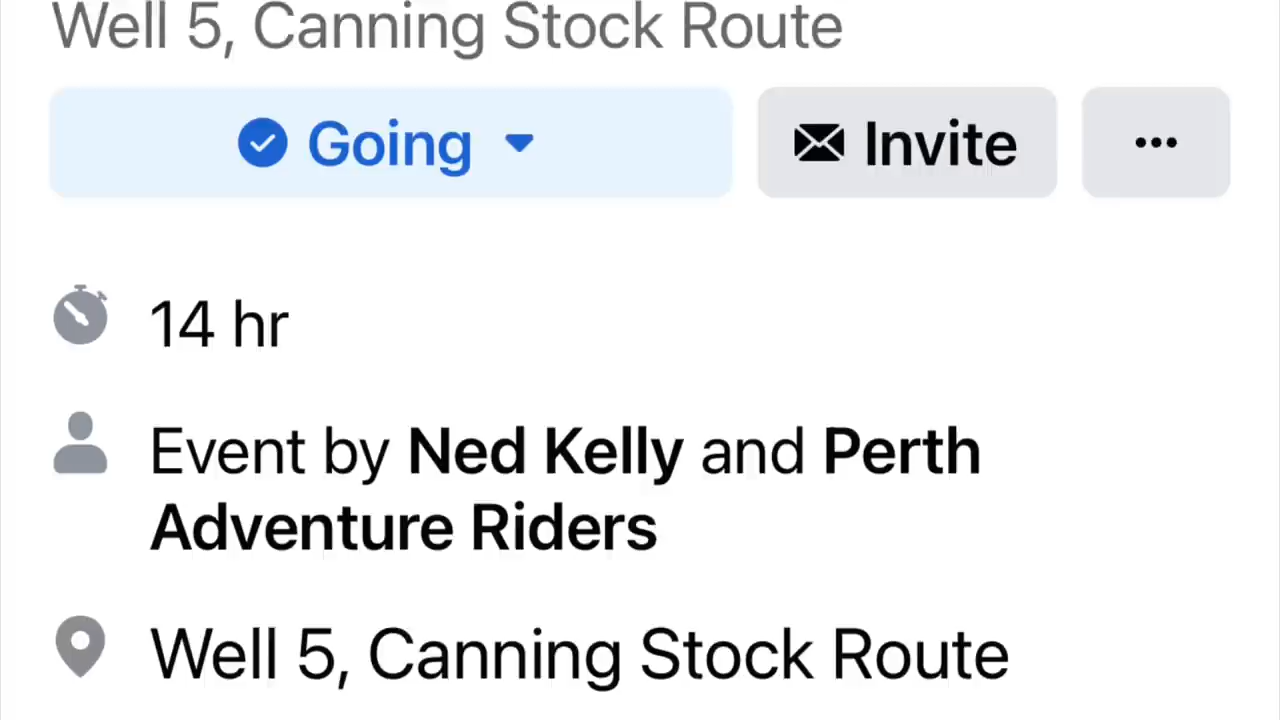 Well 5, Canning Stock Route
Going
Invite
14 hr
Event by Ned Kelly and Perth
Adventure Riders
Well 5, Canning Stock Route